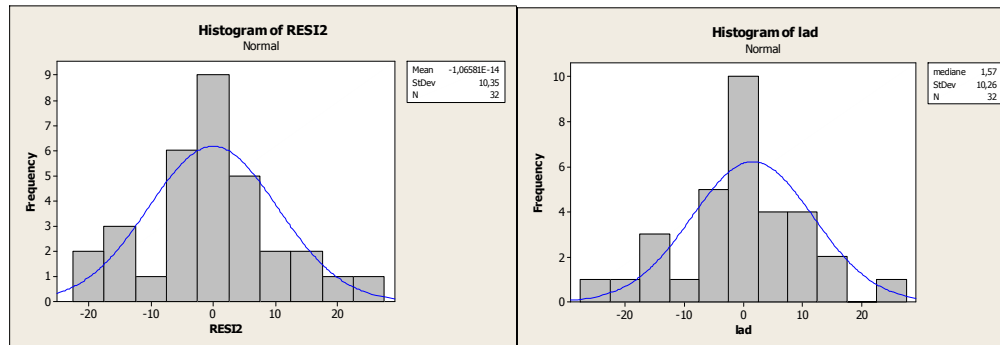 Histogram of RESI2
Normal
Mean -1,06581E-14
StDev 10,35
N 32
9
8
7
6
5
4
3
2
1
0
Frequency
-20 -10 0 10 20
RESI2
Histogram of lad
Normal
mediane 1,57
StDev 10,26
N 32
10
8
6
4
2
0
Frequency
-20 -10 0 10 20
lad